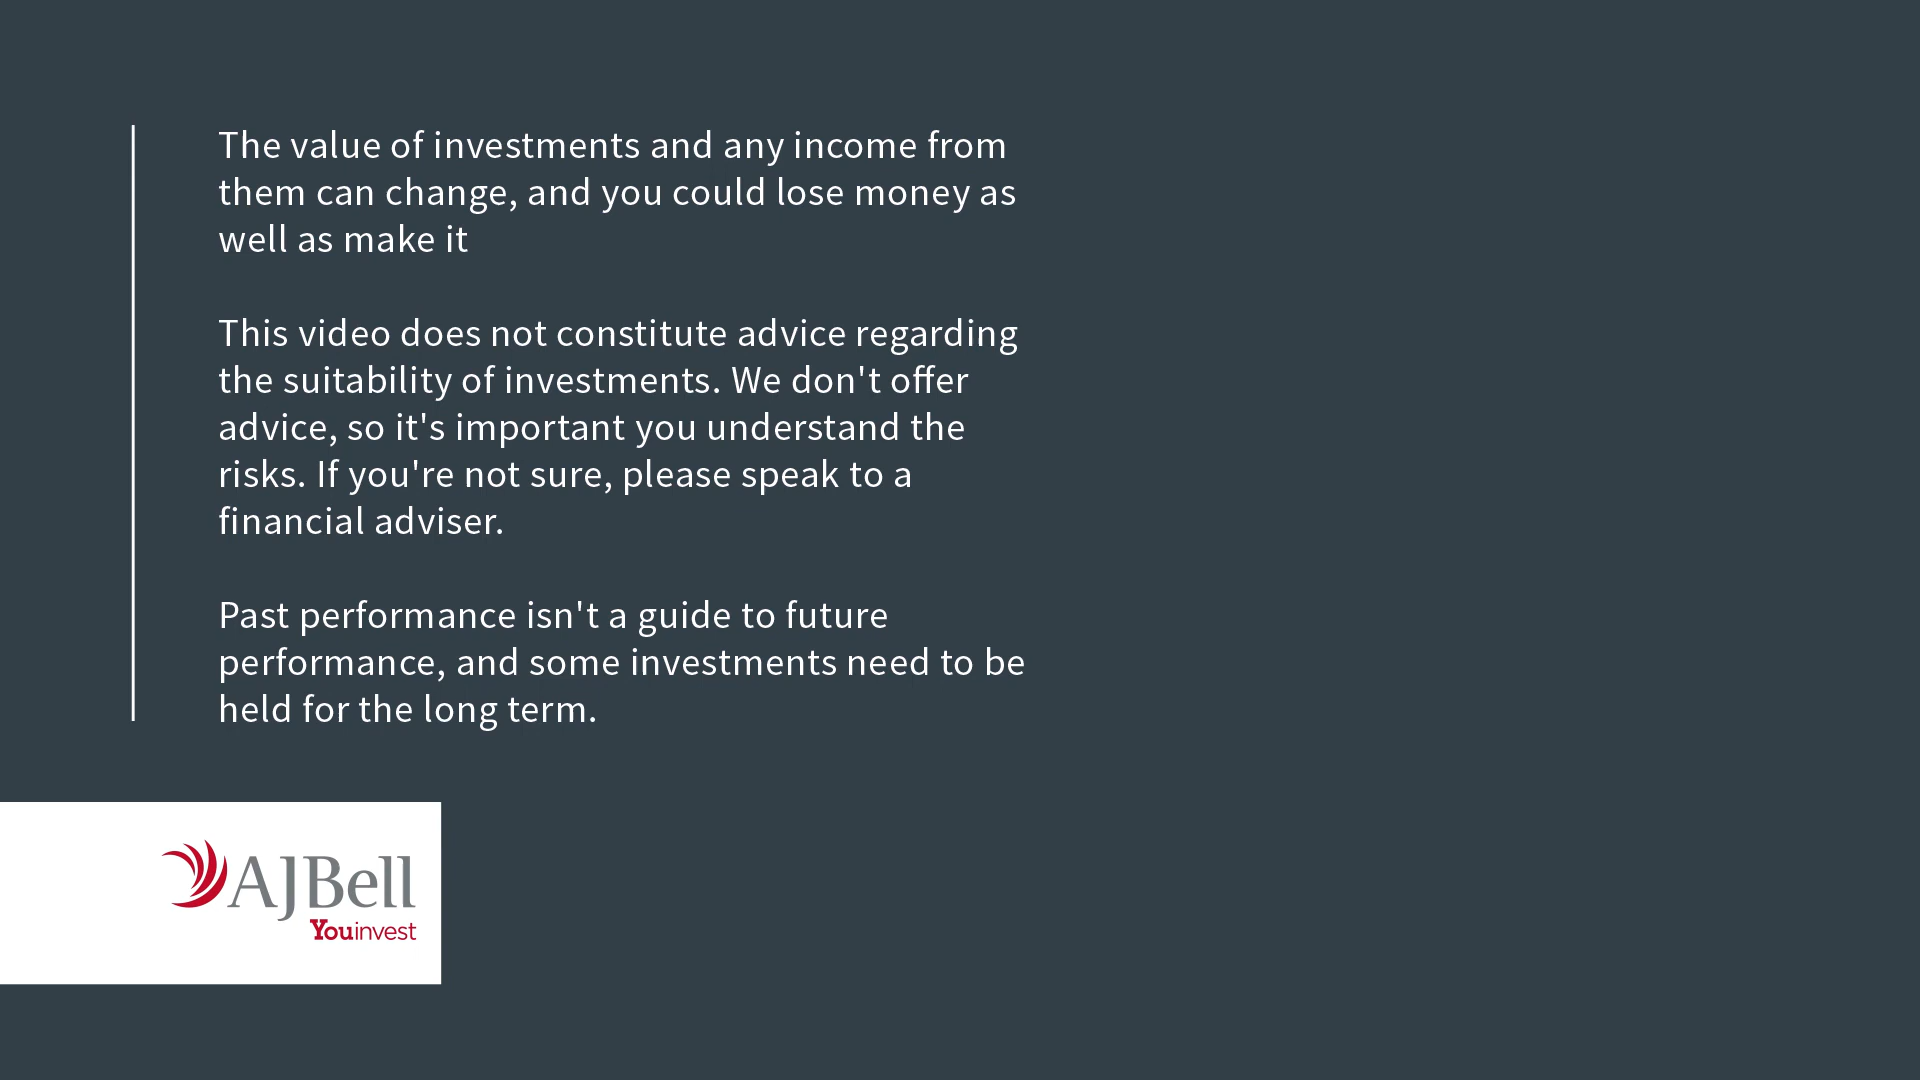 The value of investments and any income from
them can change, and you could lose money as
well as make it
This video does not constitute advice regarding
the suitability of investments. We don't offer
advice, so it's important you understand the
risks. If you're not sure, please speak to a
financial adviser.
Past performance isn't a guide to future
performance, and some investments need to be
held for the long term.
AJBell
Youinvest